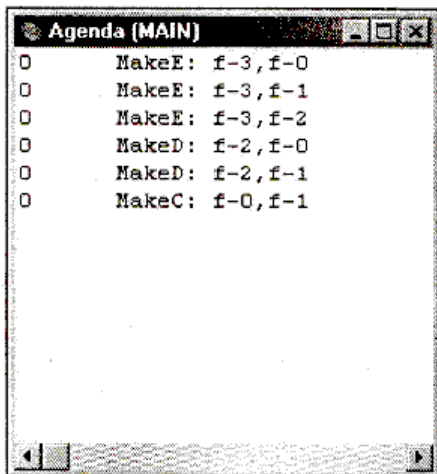 Agenda (MAIN)
0 MakeE: f-3,f-0
0 MakeE: f-3,f-1
0 MakeE: f-3,f-2
0 MakeD: f-2,f-0
0 MakeD: f-2,f-1
0 MakeC: f-0,f-1